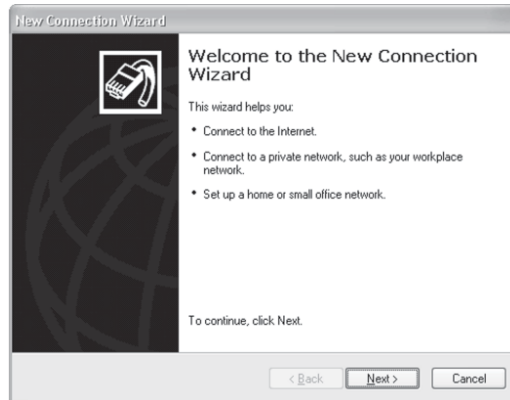 New Connection Wizard
Welcome to the New Connection
Wizard
This wizard helps you:
• Connect to the Internet.
• Connect to a private network, such as your workplace
network.
• Set up a home or small office network.
To continue, click Next.
< Back
Next >
Cancel